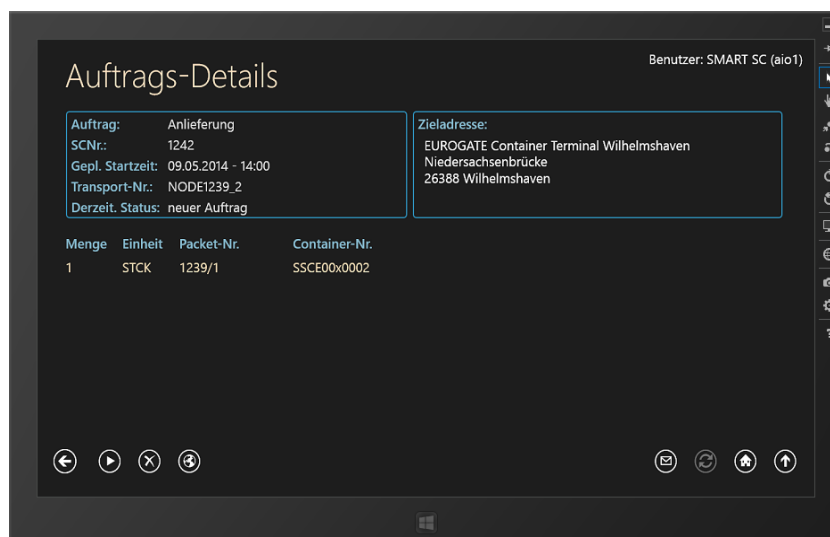 Benutzer: SMART SC (aio1)
Auftrags-Details
Auftrag: Anlieferung
SCNr.: 1242
Gepl. Startzeit: 09.05.2014 - 14:00
Transport-Nr.: NODE1239_2
Derzeit. Status: neuer Auftrag
Zieladresse:
EUROGATE Container Terminal Wilhelmshaven
Niedersachsenbrücke
26388 Wilhelmshaven
Menge Einheit Packet-Nr. Container-Nr.
1 STCK 1239/1 SSCE00x0002